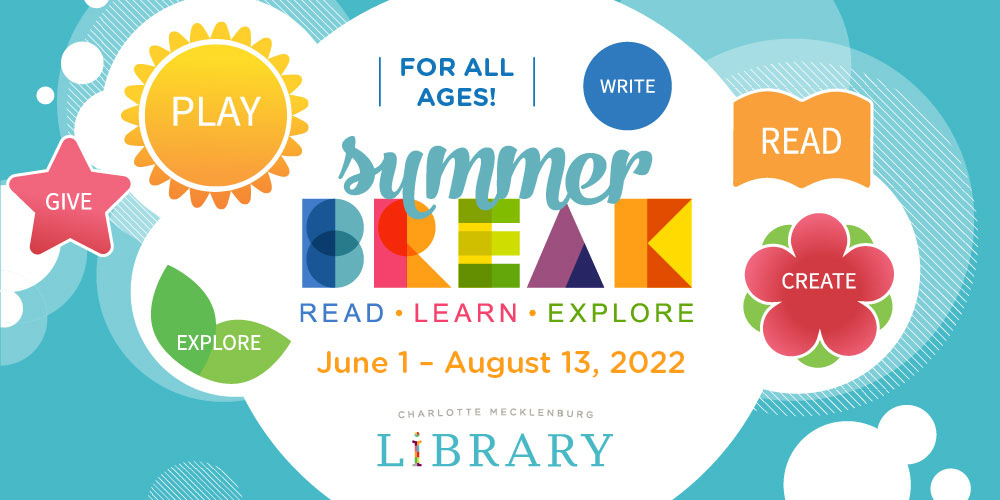 FOR ALL
AGES!
WRITE
PLAY
READ
GIVE
summer
BREAK
CREATE
READ • LEARN • EXPLORE
EXPLORE
June 1 – August 13, 2022
CHARLOTTE MECKLENBURG
LiBRARY